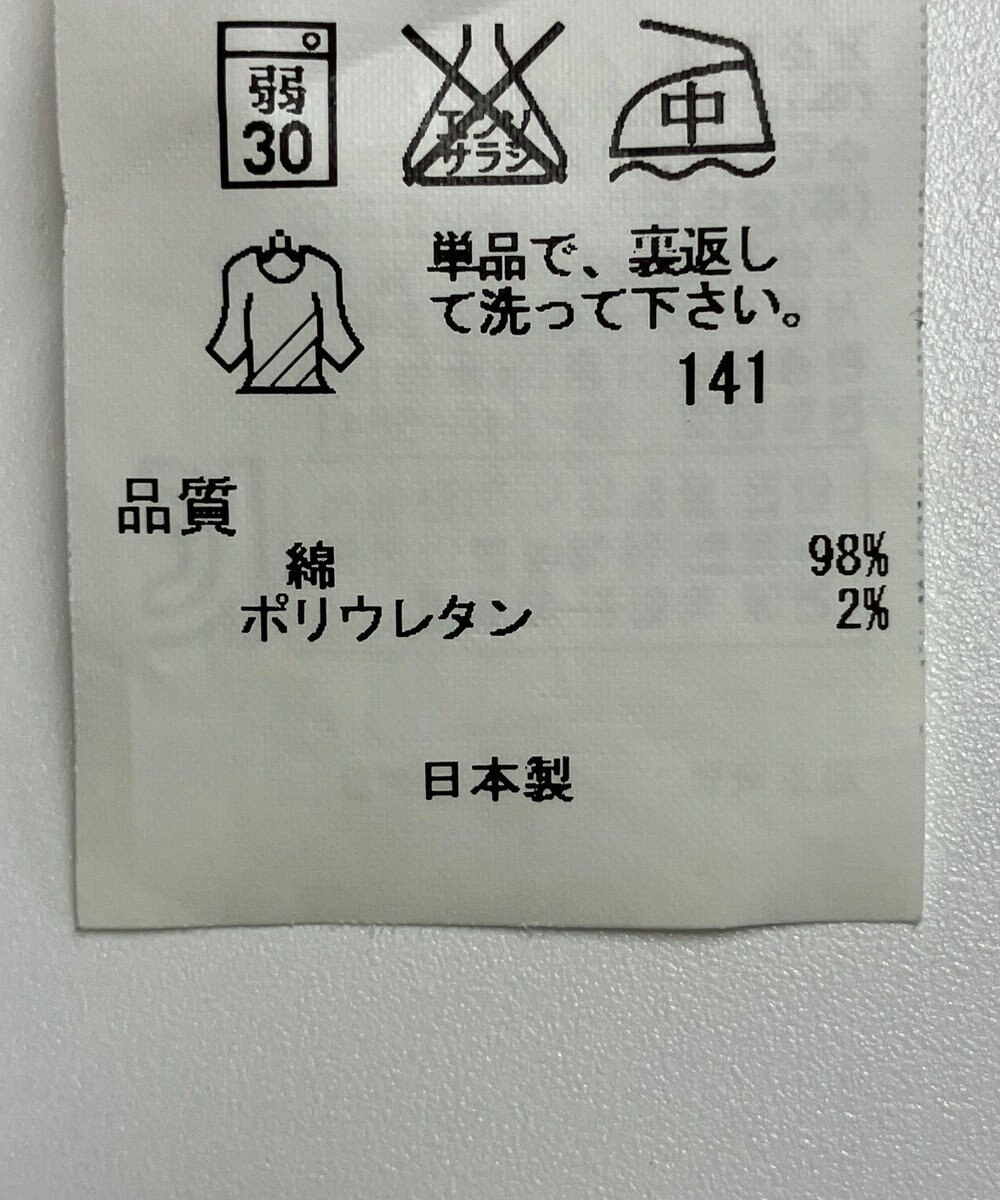 弱
30
エンソ
サラシ
中
単品で、裏返し
て洗って下さい。
141
品質
綿 98%
ポリウレタン 2%
日本製